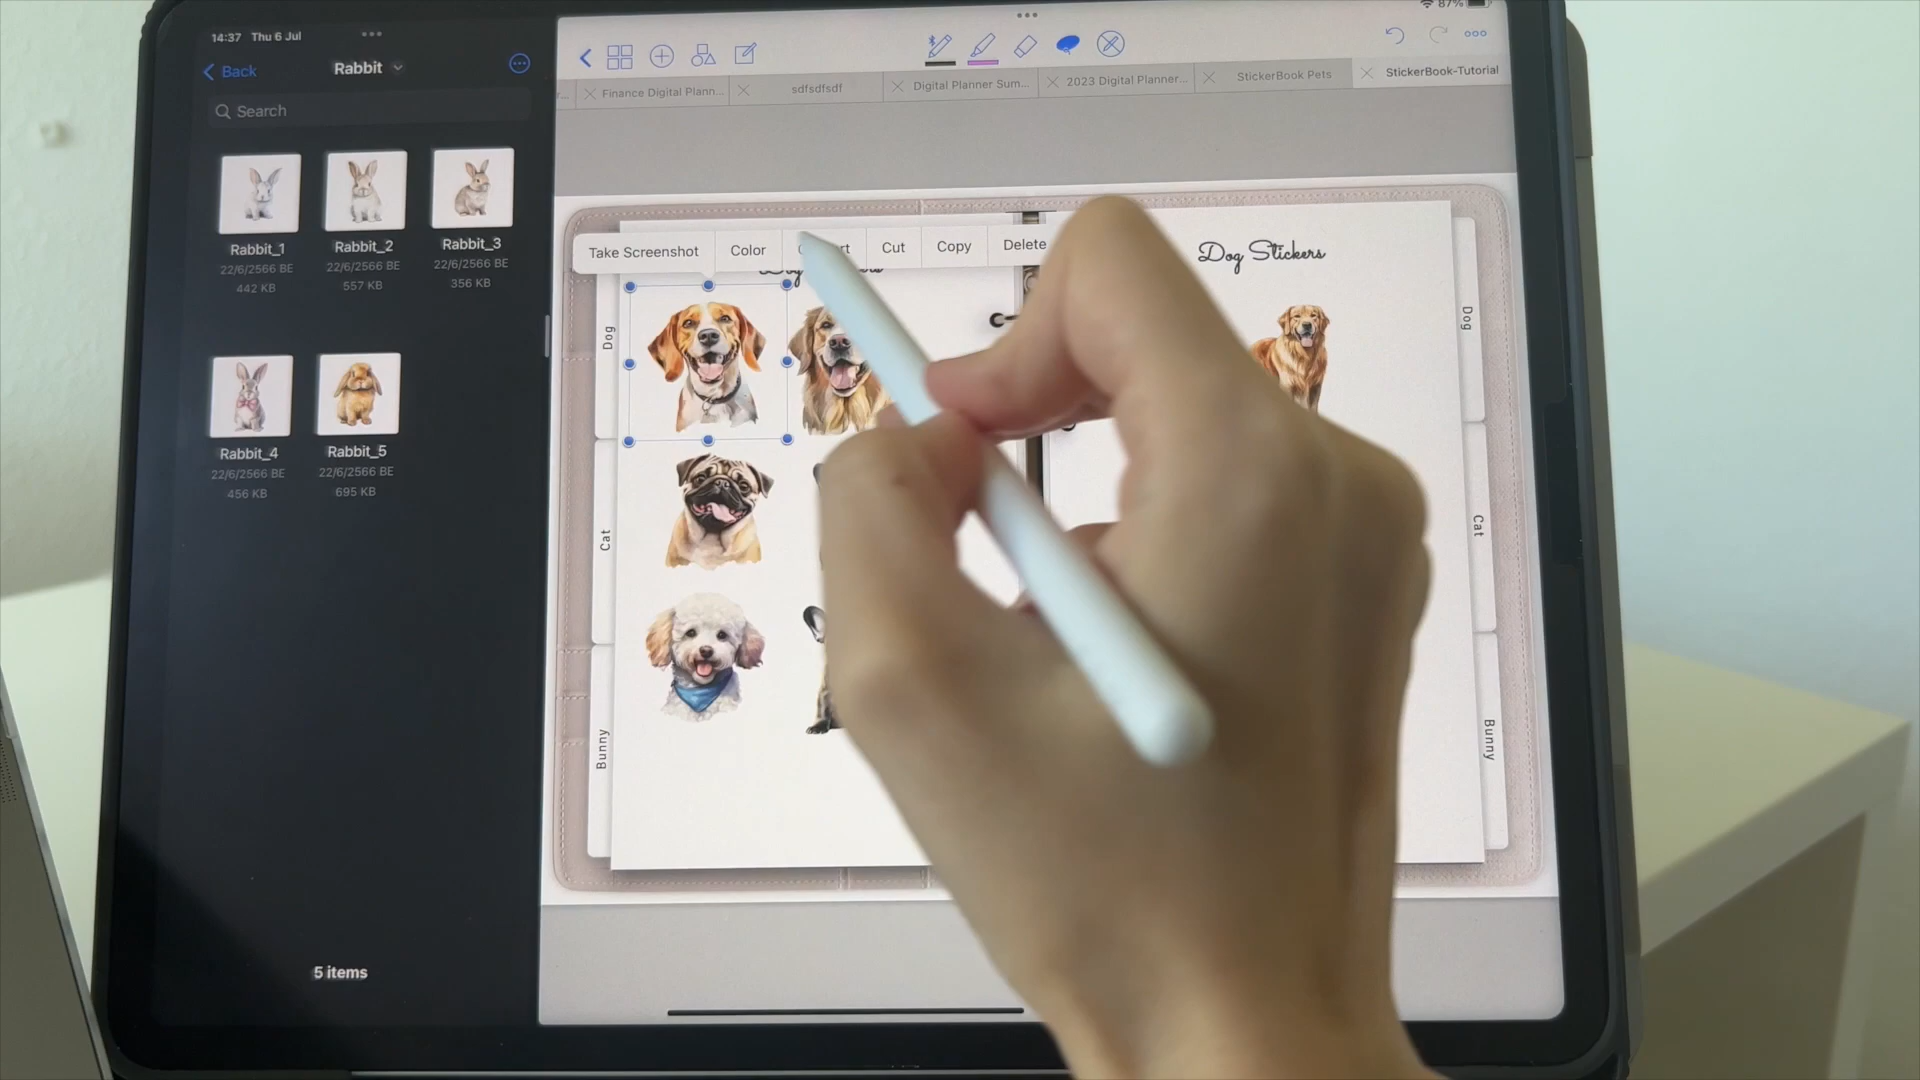 14:37 Thu 6 Jul
87%
Back
Rabbit
Search
Rabbit_1
22/6/2566 BE
442 KB
Rabbit_2
22/6/2566 BE
557 KB
Rabbit_3
22/6/2566 BE
356 KB
Rabbit_4
22/6/2566 BE
456 KB
Rabbit_5
22/6/2566 BE
695 KB
5 items
Finance Digital Plann...
sdfsdfsdf
Digital Planner Sum...
2023 Digital Planner...
StickerBook Pets
StickerBook-Tutorial
Take Screenshot
Color
Cut
Copy
Delete
Dog Stickers
Dog
Cat
Bunny
Dog
Cat
Bunny